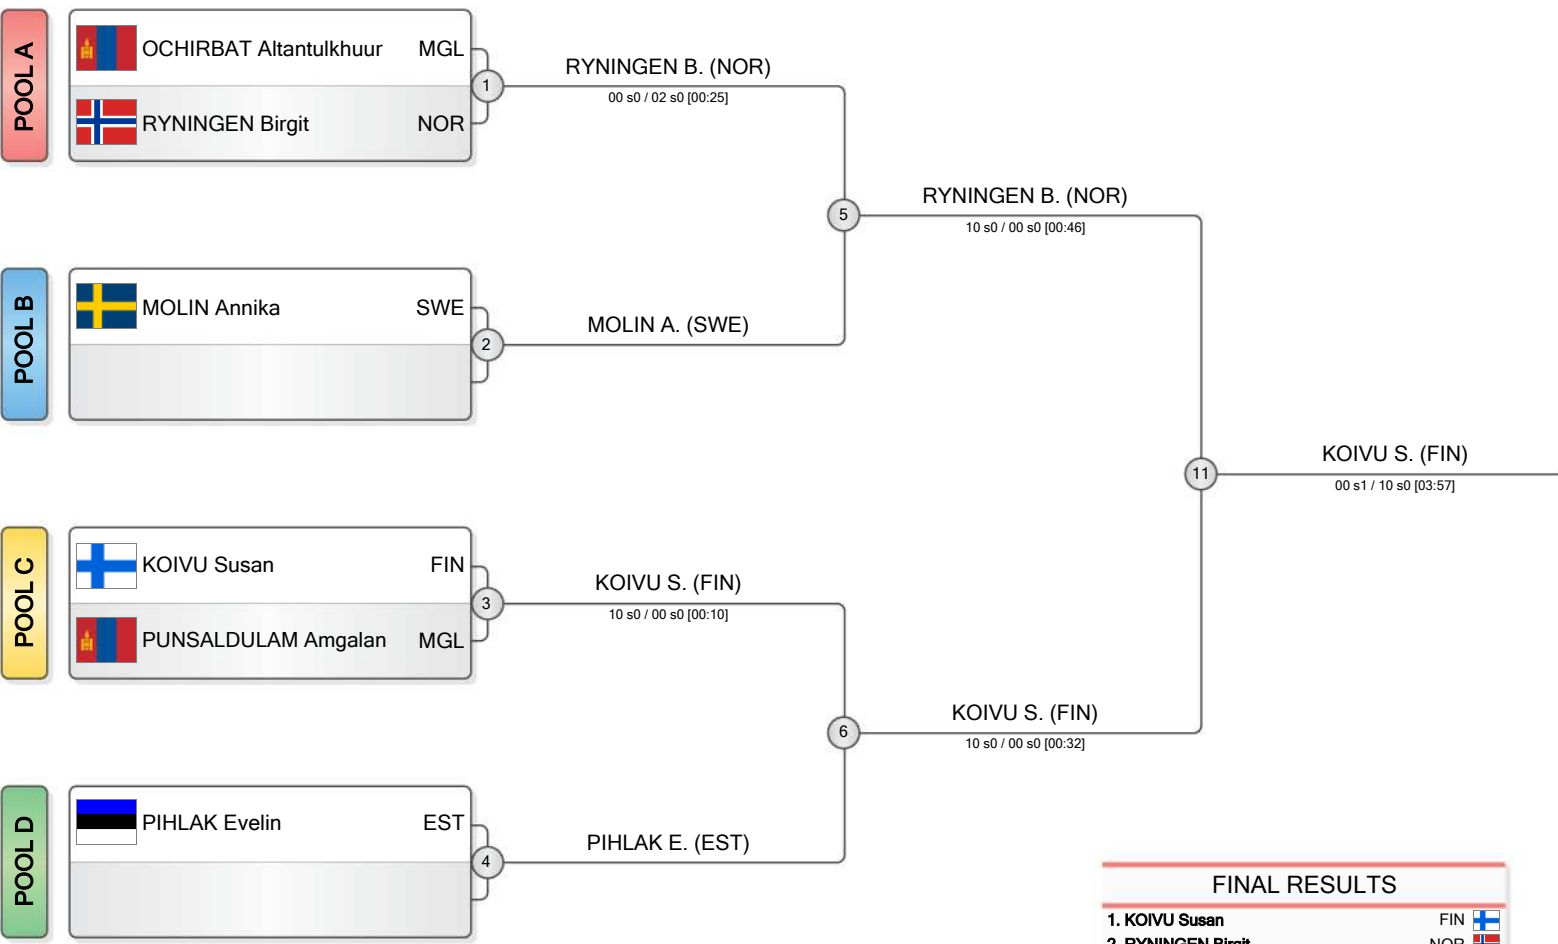 POOL A
OCHIRBAT Altantulkhuur MGL
RYNINGEN Birgit NOR
1
RYNINGEN B. (NOR)
00 s0 / 02 s0 [00:25]
5
RYNINGEN B. (NOR)
10 s0 / 00 s0 [00:46]
POOL B
MOLIN Annika SWE
2
MOLIN A. (SWE)
11
KOIVU S. (FIN)
00 s1 / 10 s0 [03:57]
POOL C
KOIVU Susan FIN
PUNSALDULAM Amgalan MGL
3
KOIVU S. (FIN)
10 s0 / 00 s0 [00:10]
6
KOIVU S. (FIN)
10 s0 / 00 s0 [00:32]
POOL D
PIHLAK Evelin EST
4
PIHLAK E. (EST)
FINAL RESULTS
1. KOIVU Susan FIN
2. RYNINGEN Birgit NOR